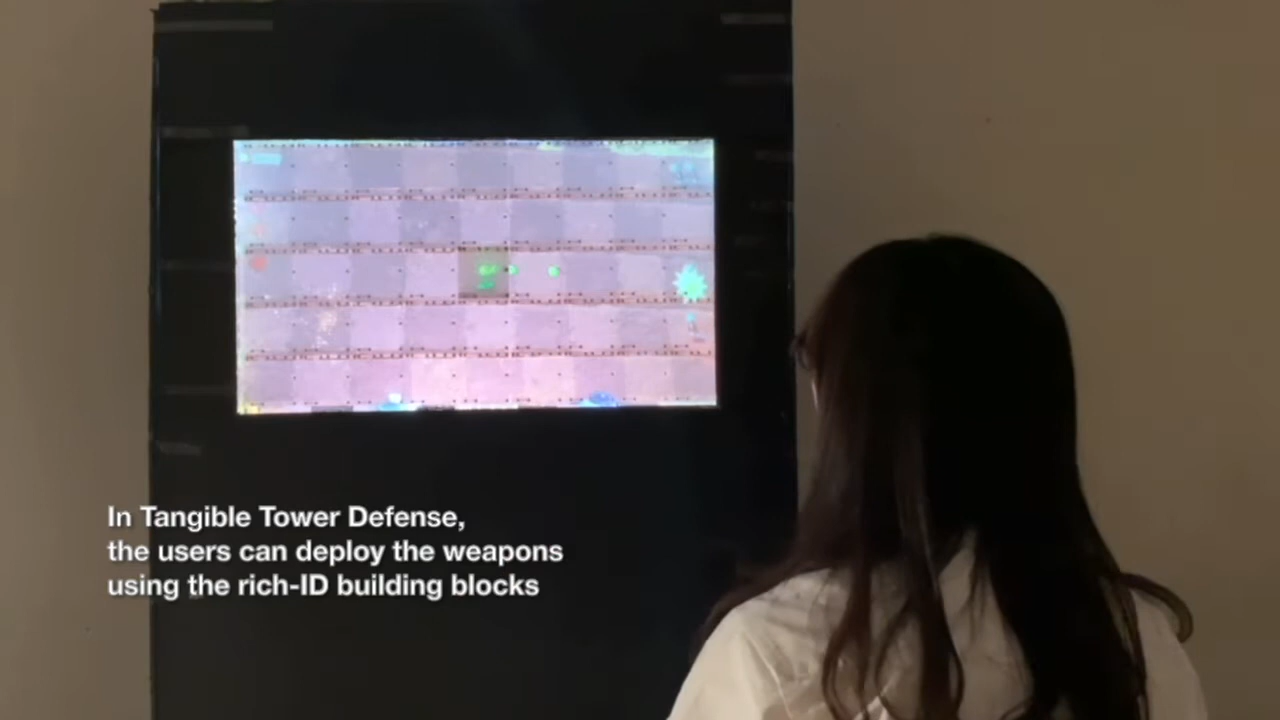 In Tangible Tower Defense,
the users can deploy the weapons
using the rich-ID building blocks